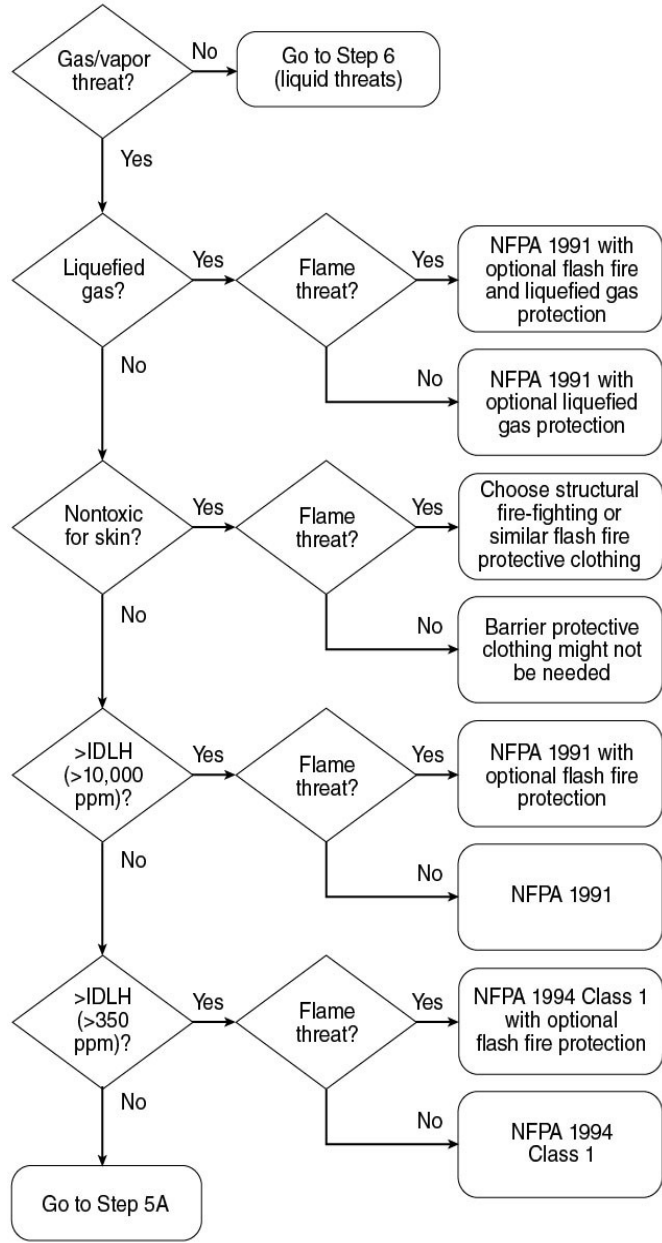 Gas/vapor
threat?
No
Go to Step 6
(liquid threats)
Yes
Liquefied
gas?
Yes
Flame
threat?
Yes
NFPA 1991 with
optional flash fire
and liquefied gas
protection
No
No
NFPA 1991 with
optional liquefied
gas protection
Nontoxic
for skin?
Yes
Flame
threat?
Yes
Choose structural
fire-fighting or
similar flash fire
protective clothing
No
No
Barrier protective
clothing might not
be needed
>IDLH
(>10,000
ppm)?
Yes
Flame
threat?
Yes
NFPA 1991 with
optional flash fire
protection
No
No
NFPA 1991
>IDLH
(>350
ppm)?
Yes
Flame
threat?
Yes
NFPA 1994 Class 1
with optional
flash fire protection
No
No
NFPA 1994
Class 1
Go to Step 5A